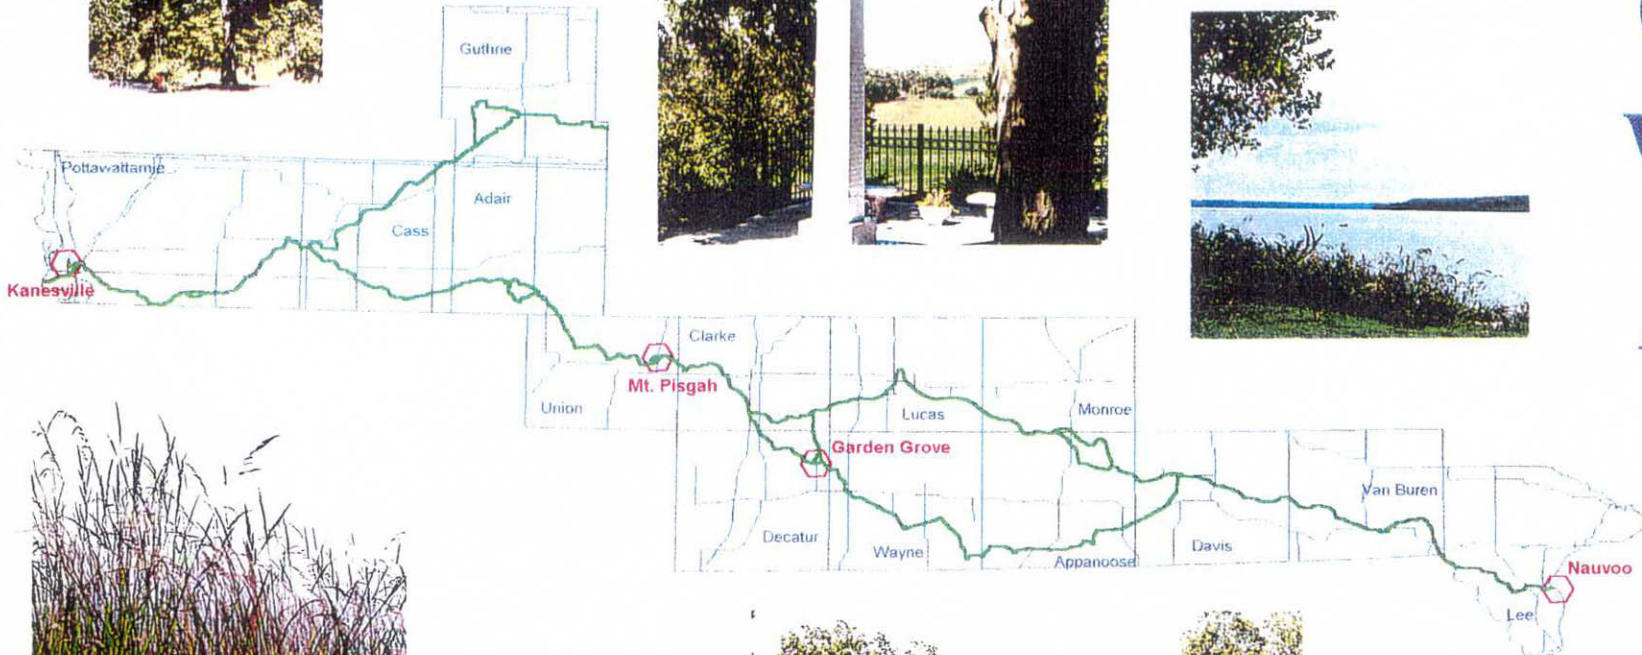 Guthrie
Pottawattamie
Adair
Cass
Kanesville
Clarke
Mt. Pisgah
Union
Lucas
Monroe
Garden Grove
Van Buren
Decatur
Wayne
Davis
Appanoose
Nauvoo
Lee